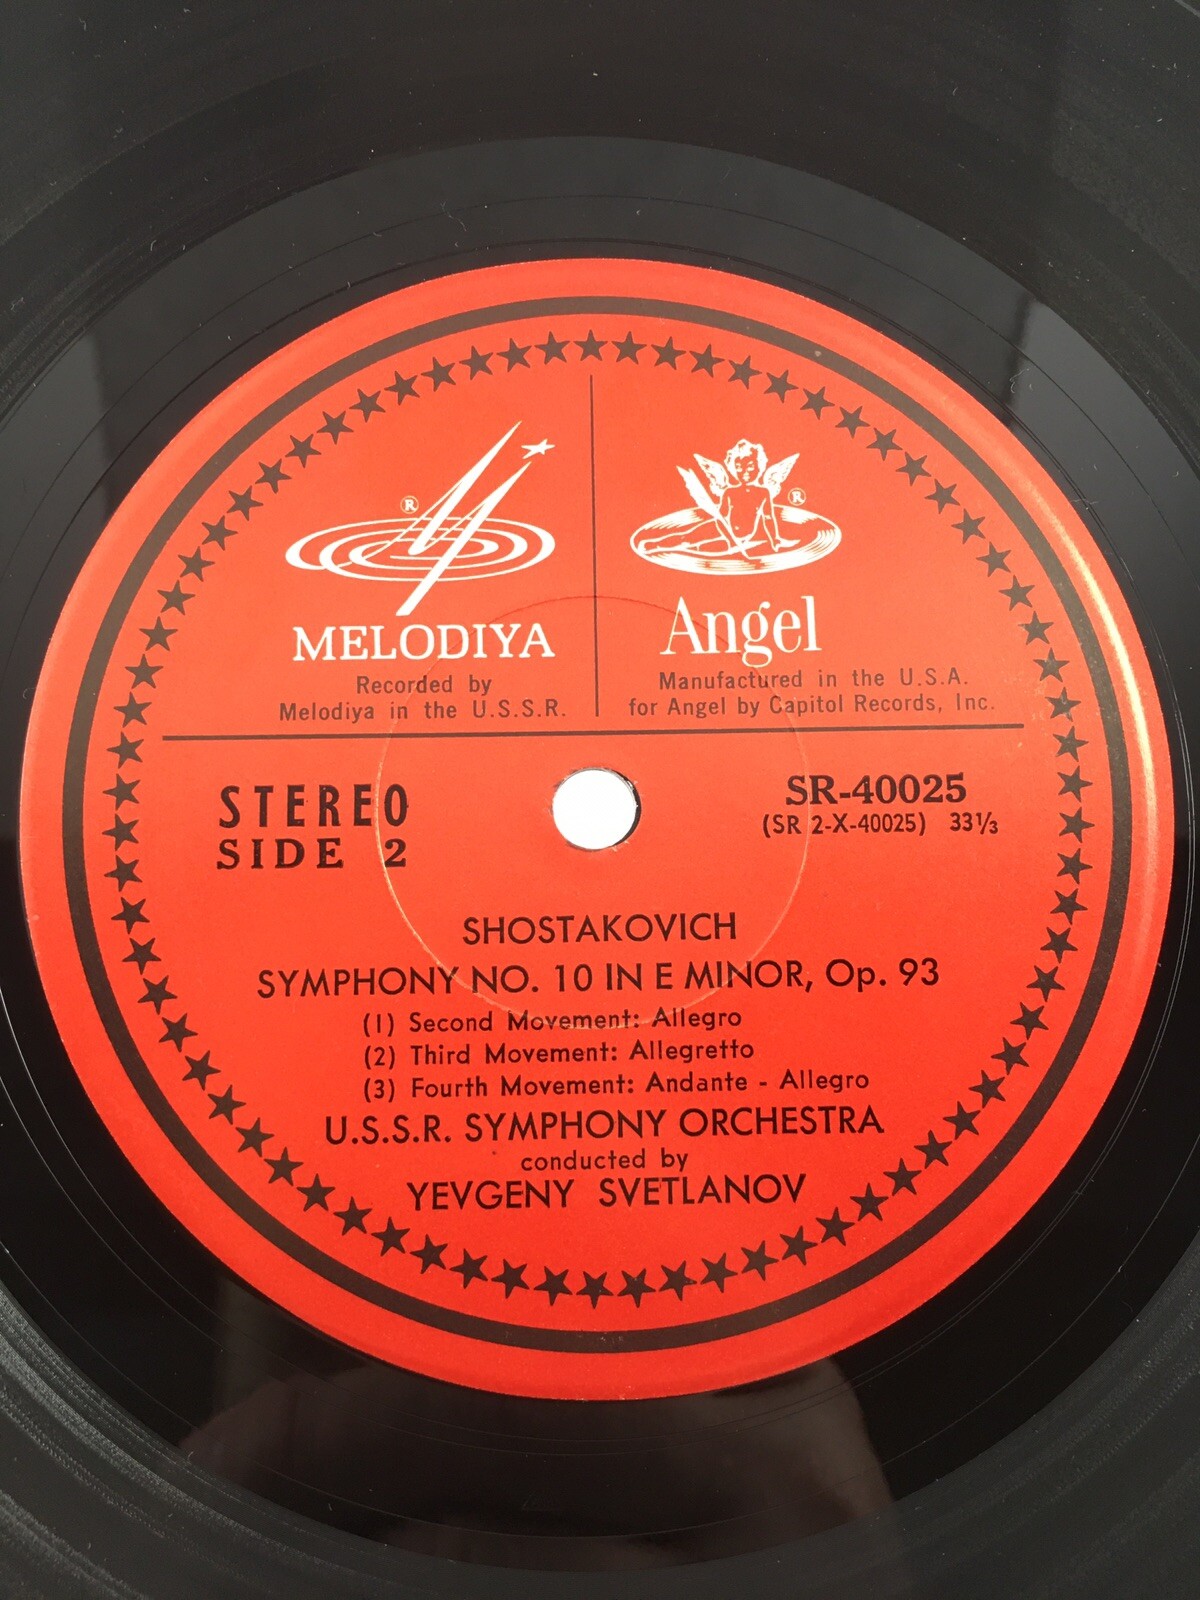 ®
MELODIYA
Recorded by
Melodiya in the U.S.S.R.
®
Angel
Manufactured in the U.S.A.
for Angel by Capitol Records, Inc.
STEREO
SIDE 2
SR-40025
(SR 2-X-40025) 33⅓
SHOSTAKOVICH
SYMPHONY NO. 10 IN E MINOR, Op. 93
(1) Second Movement: Allegro
(2) Third Movement: Allegretto
(3) Fourth Movement: Andante - Allegro
U.S.S.R. SYMPHONY ORCHESTRA
conducted by
YEVGENY SVETLANOV